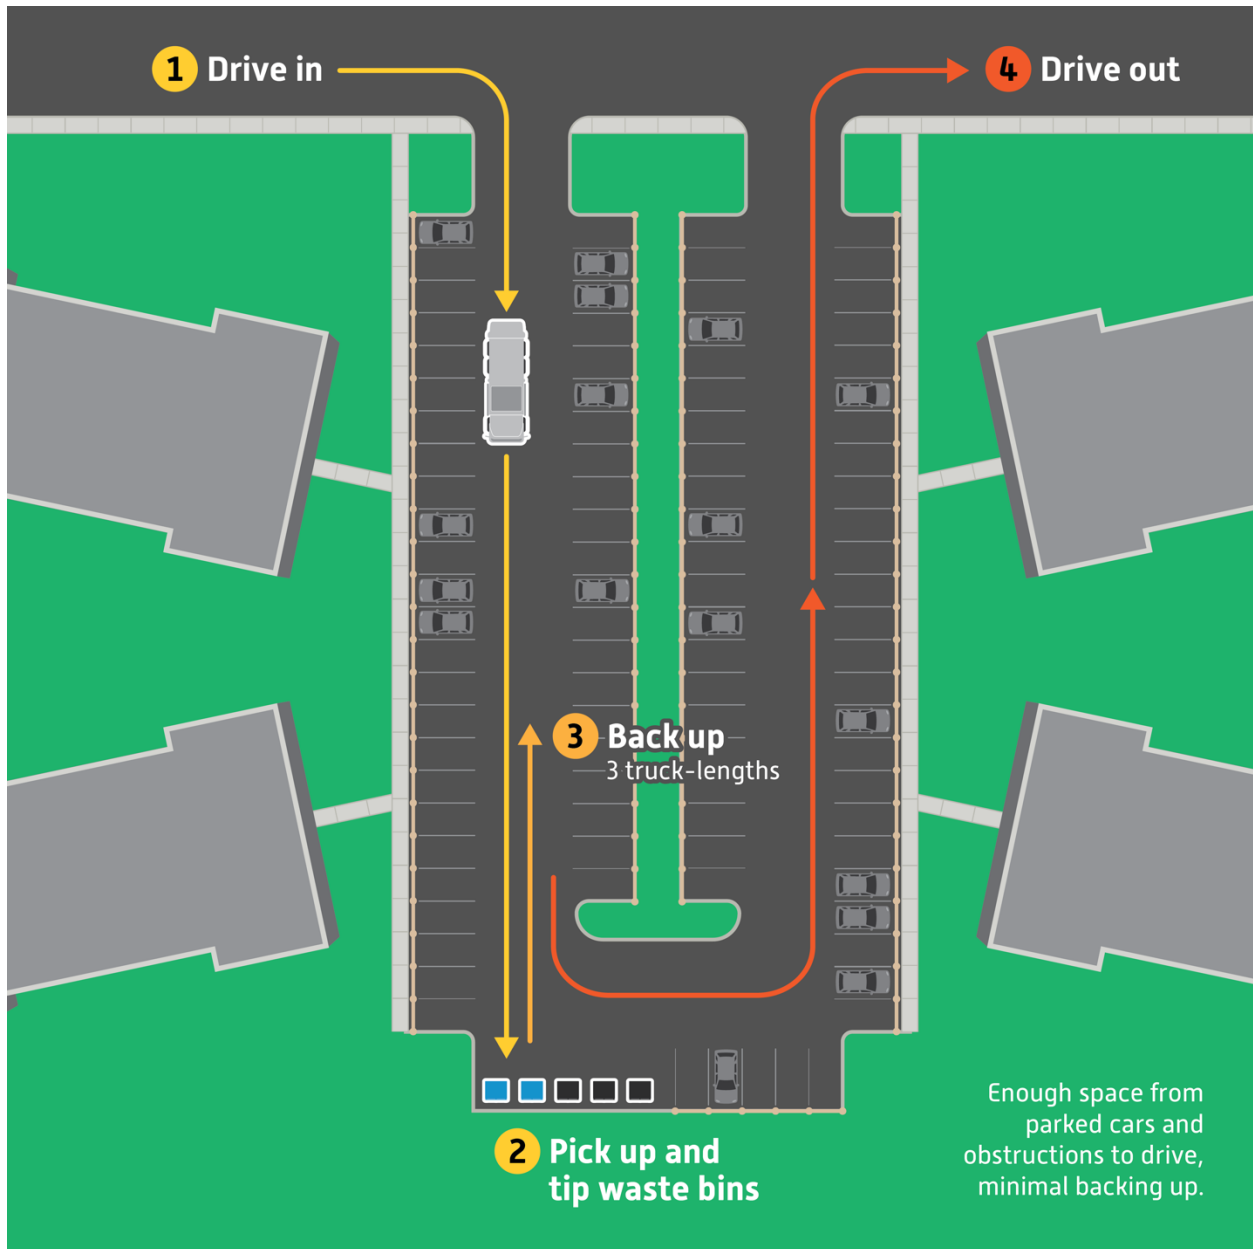 1 Drive in
4 Drive out
3 Back up
3 truck-lengths
2 Pick up and
tip waste bins
Enough space from
parked cars and
obstructions to drive,
minimal backing up.